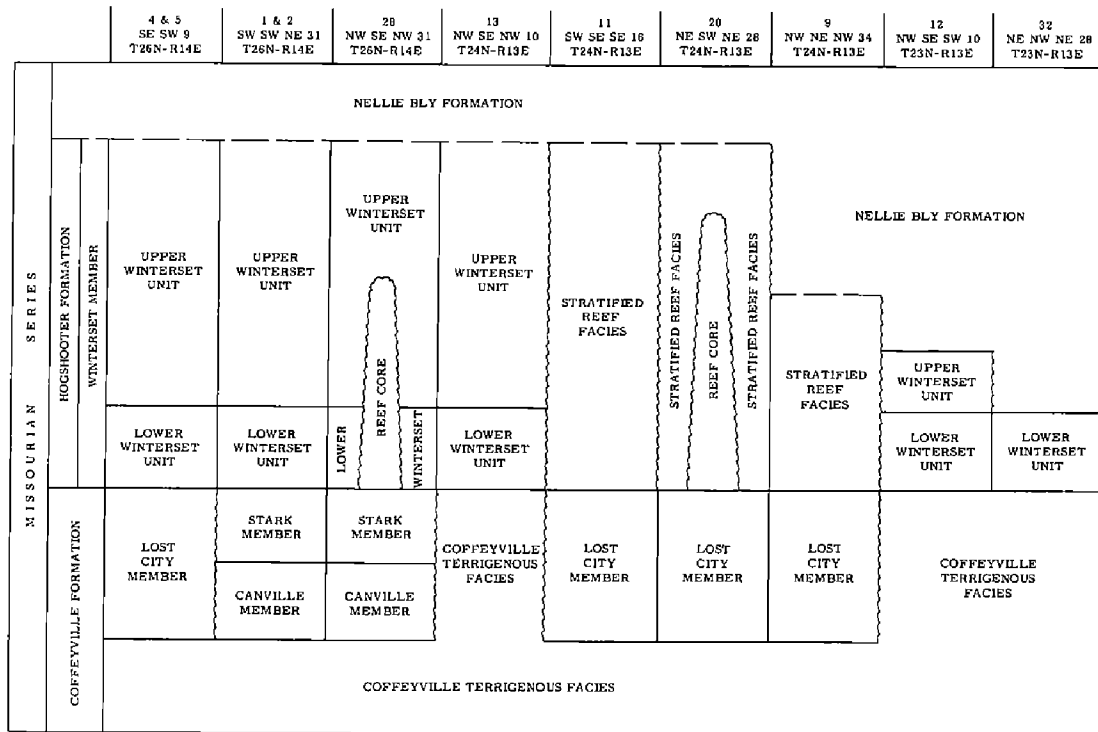 4 & 5
SE SW 9
T26N-R14E
1 & 2
SW SW NE 31
T26N-R14E
28
NW SE NW 31
T26N-R14E
13
NW SE NW 10
T24N-R13E
11
SW SE SE 16
T24N-R13E
20
NE SW NE 28
T24N-R13E
9
NW NE NW 34
T24N-R13E
12
NW SE SW 10
T23N-R13E
32
NE NW NE 28
T23N-R13E
NELLIE BLY FORMATION
MISSOURIAN SERIES
HOGSHOOTER FORMATION
WINTERSET MEMBER
UPPER
WINTERSET
UNIT
UPPER
WINTERSET
UNIT
UPPER
WINTERSET
UNIT
UPPER
WINTERSET
UNIT
STRATIFIED
REEF
FACIES
STRATIFIED REEF FACIES
REEF CORE
STRATIFIED REEF FACIES
NELLIE BLY FORMATION
STRATIFIED
REEF
FACIES
UPPER
WINTERSET
UNIT
LOWER
WINTERSET
UNIT
LOWER
WINTERSET
UNIT
LOWER
REEF CORE
WINTERSET
LOWER
WINTERSET
UNIT
LOWER
WINTERSET
UNIT
LOWER
WINTERSET
UNIT
COFFEYVILLE FORMATION
LOST
CITY
MEMBER
STARK
MEMBER
CANVILLE
MEMBER
STARK
MEMBER
CANVILLE
MEMBER
COFFEYVILLE
TERRIGENOUS
FACIES
LOST
CITY
MEMBER
LOST
CITY
MEMBER
LOST
CITY
MEMBER
COFFEYVILLE
TERRIGENOUS
FACIES
COFFEYVILLE TERRIGENOUS FACIES